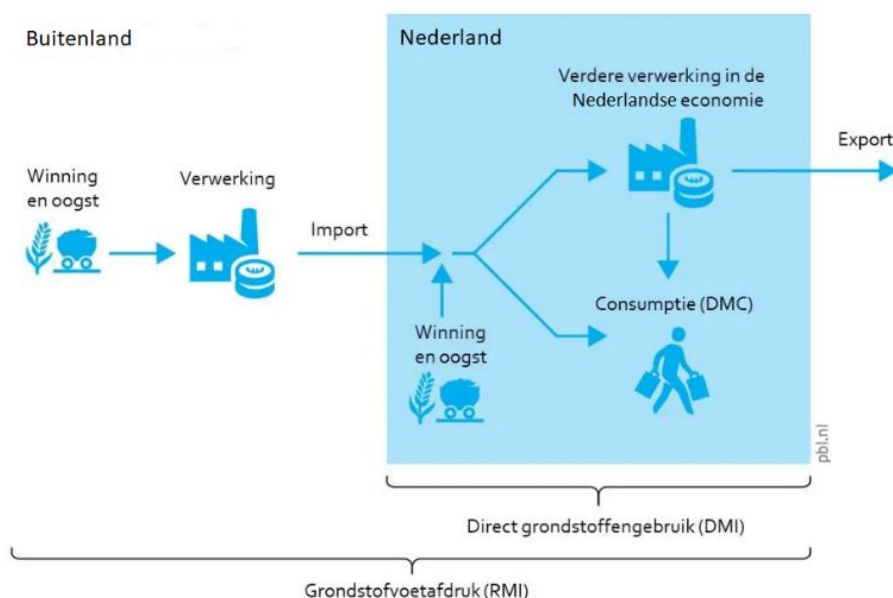 Buitenland
Nederland
Verdere verwerking in de
Nederlandse economie
Export
Winning
en oogst
Verwerking
Import
Consumptie (DMC)
Winning
en oogst
pbl.nl
Direct grondstoffengebruik (DMI)
Grondstofvoetafdruk (RMI)